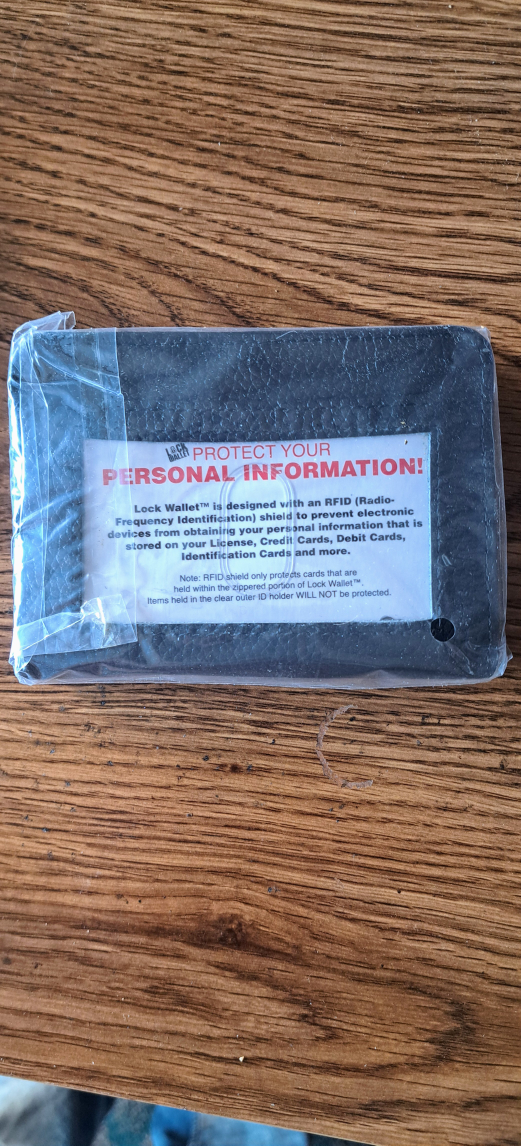 LOCK WALLET
PROTECT YOUR
PERSONAL INFORMATION!
Lock Wallet™ is designed with an RFID (Radio-
Frequency Identification) shield to prevent electronic
devices from obtaining your personal information that is
stored on your License, Credit Cards, Debit Cards,
Identification Cards and more.
Note: RFID shield only protects cards that are
held within the zippered portion of Lock Wallet™.
Items held in the clear outer ID holder WILL NOT be protected.